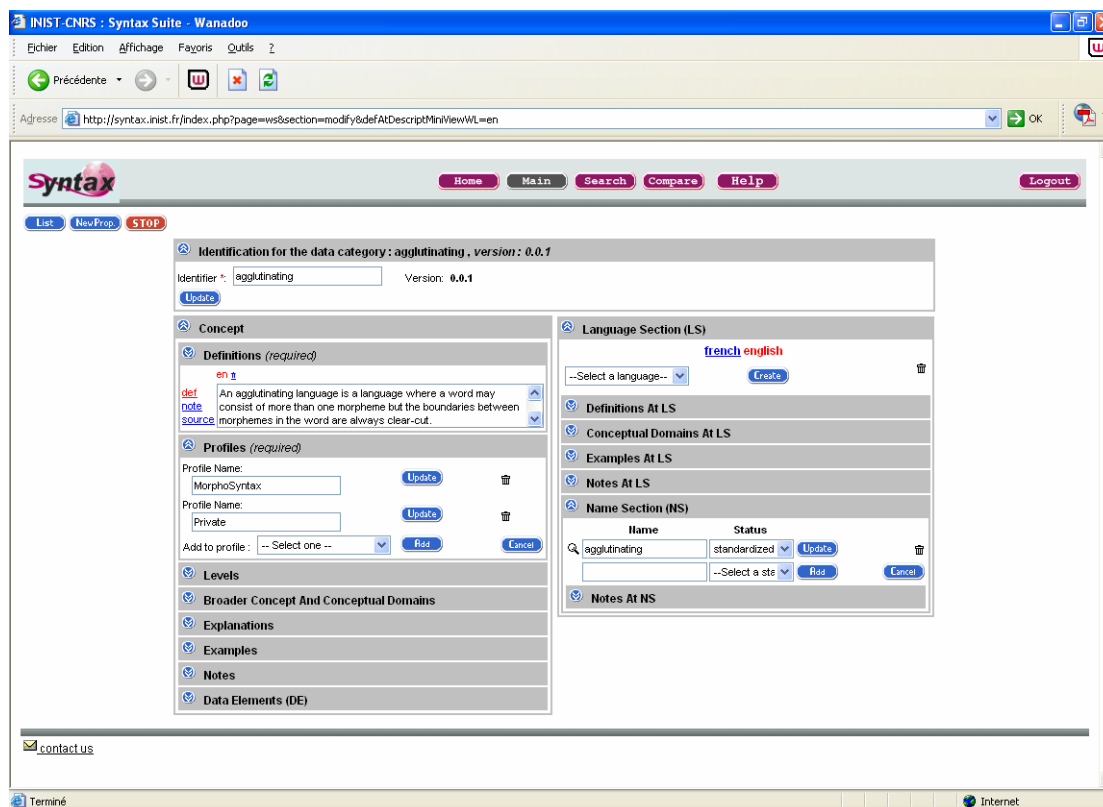 INIST-CNRS : Syntax Suite - Wanadoo
Fichier Edition Affichage Favoris Outils ?
Précédente
Adresse http://syntax.inist.fr/index.php?page=ws&section=modify&defAtDescriptMiniViewWL=en OK
Syntax Home Main Search Compare Help Logout
List NewProp. STOP
Identification for the data category : agglutinating , version : 0.0.1
Identifier *: agglutinating Version: 0.0.1
Update
Concept
Definitions (required)
en fr
def An agglutinating language is a language where a word may
note consist of more than one morpheme but the boundaries between
source morphemes in the word are always clear-cut.
Profiles (required)
Profile Name:
MorphoSyntax Update
Profile Name:
Private Update
Add to profile : -- Select one -- Add Cancel
Levels
Broader Concept And Conceptual Domains
Explanations
Examples
Notes
Data Elements (DE)
Language Section (LS)
french english
--Select a language-- Create
Definitions At LS
Conceptual Domains At LS
Examples At LS
Notes At LS
Name Section (NS)
Name Status
agglutinating standardized Update
--Select a sta Add Cancel
Notes At NS
contact us
Terminé Internet